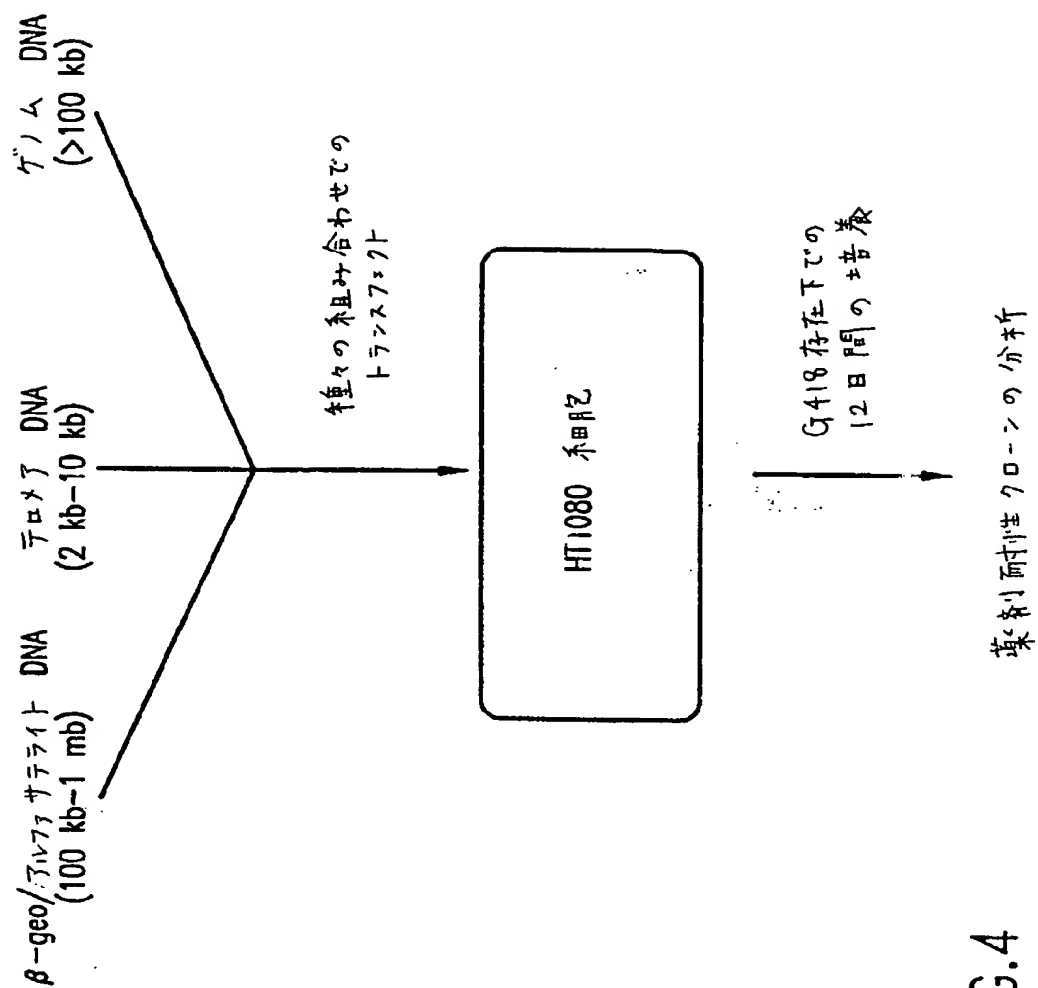 β-geo/アルファサテライト DNA
(100 kb-1 mb)
テロメア DNA
(2 kb-10 kb)
ゲノム DNA
(>100 kb)
種々の組み合わせでの
トランスフェクト
HT1080 細胞
G418存在下での
12日間の培養
薬剤耐性クローンの分析
G.4